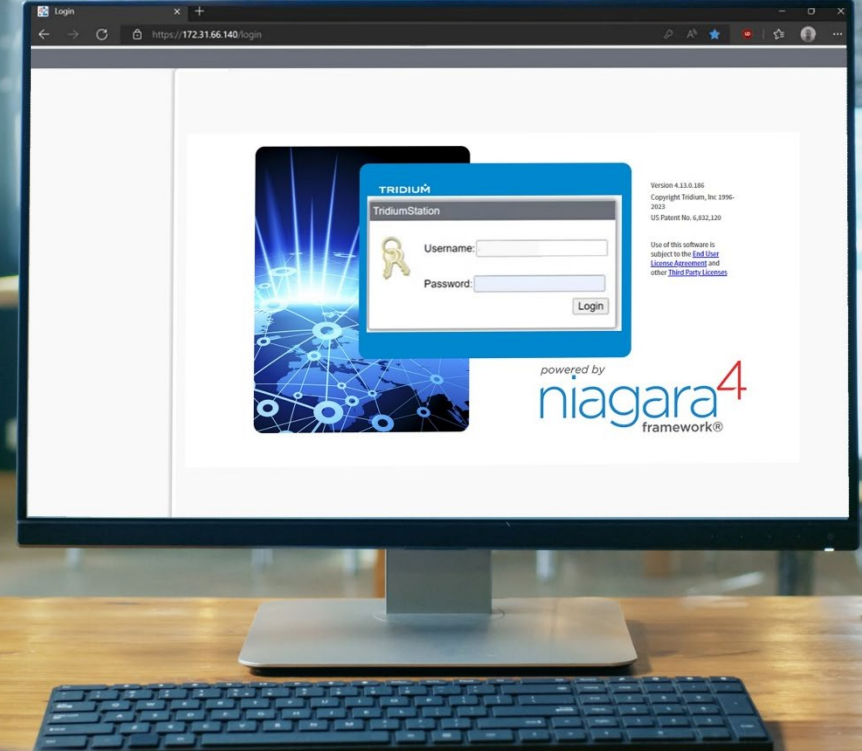 Login
https://172.31.66.140/login
TRIDIUM
TridiumStation
Username:
Password:
Login
Version 4.13.0.186
Copyright Tridium, Inc 1996-
2023
US Patent No. 6,832,120
Use of this software is
subject to the End User
License Agreement and
other Third Party Licenses
powered by
niagara4
framework®